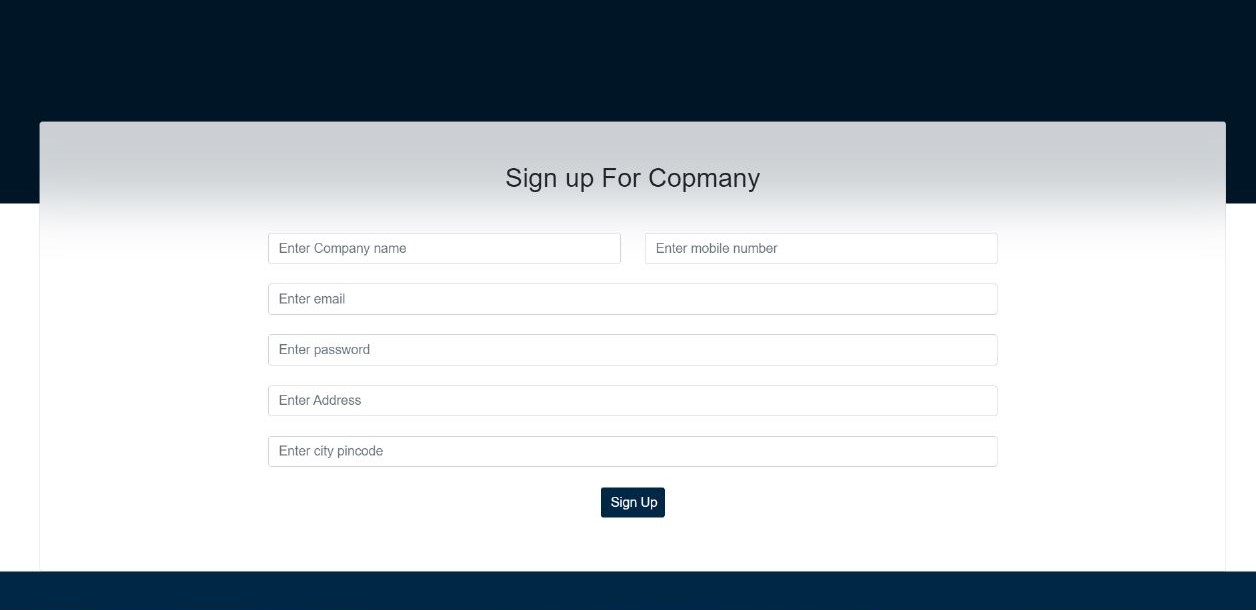 Sign up For Copmany
Enter Company name Enter mobile number
Enter email
Enter password
Enter Address
Enter city pincode
Sign Up